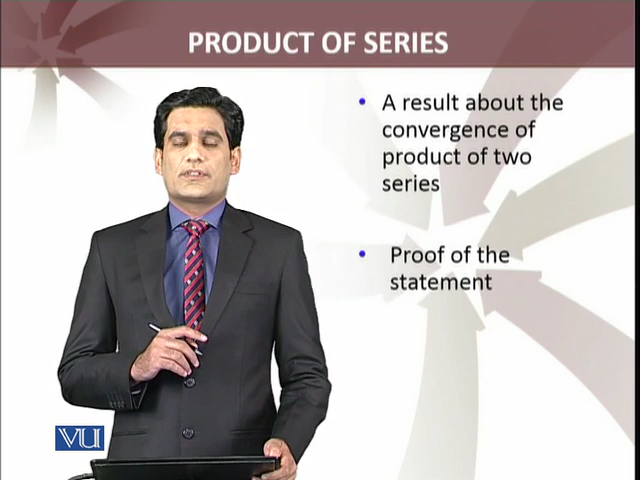 PRODUCT OF SERIES
• A result about the
convergence of
product of two
series
• Proof of the
statement
VU